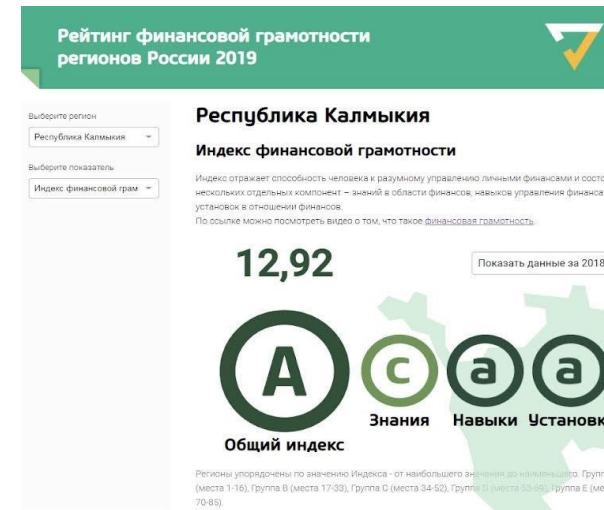 Рейтинг финансовой грамотности
регионов России 2019
Выберите регион
Республика Калмыкия
Выберите показатель
Индекс финансовой грам
Республика Калмыкия
Индекс финансовой грамотности
Индекс отражает способность человека к разумному управлению личными финансами и состо
нескольких отдельных компонент – знаний в области финансов, навыков управления финанса
установок в отношении финансов.
По ссылке можно посмотреть видео о том, что такое финансовая грамотность.
12,92
Показать данные за 2018
A c a a
Знания Навыки Установк
Общий индекс
Регионы упорядочены по значению Индекса - от наибольшего значения до наименьшего. Групп
(места 1-16), Группа B (места 17-33), Группа C (места 34-52), Группа D (места 53-69), Группа E (ме
70-85).